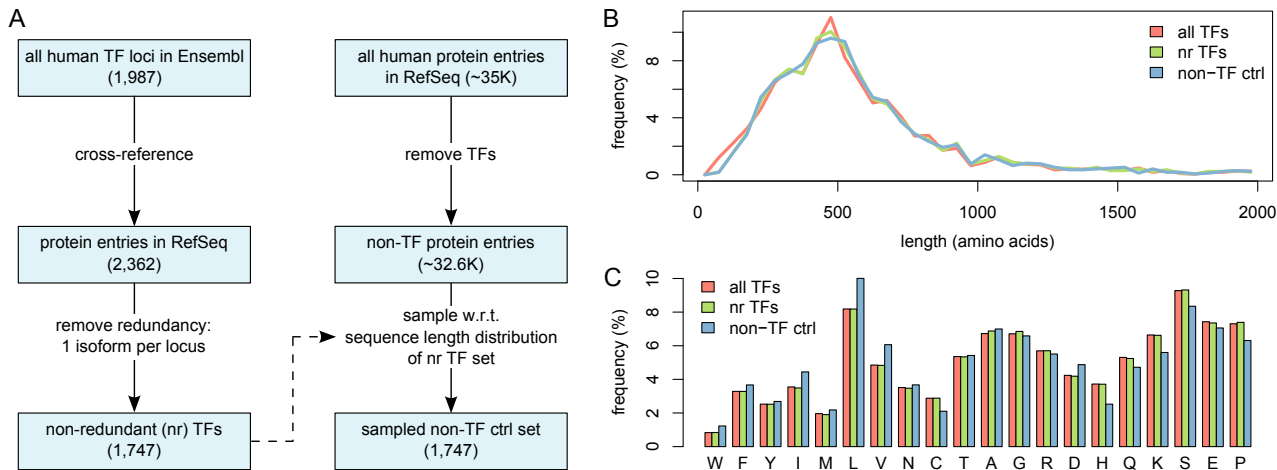 A
all human TF loci in Ensembl
(1,987)
cross-reference
protein entries in RefSeq
(2,362)
remove redundancy:
1 isoform per locus
non-redundant (nr) TFs
(1,747)
all human protein entries
in RefSeq (~35K)
remove TFs
non-TF protein entries
(~32.6K)
sample w.r.t.
sequence length distribution
of nr TF set
sampled non-TF ctrl set
(1,747)
B
frequency (%)
8
4
0
all TFs
nr TFs
non−TF ctrl
0 500 1000 1500 2000
length (amino acids)
C
frequency (%)
10
8
6
4
2
0
all TFs
nr TFs
non−TF ctrl
W F Y I M L V N C T A G R D H Q K S E P